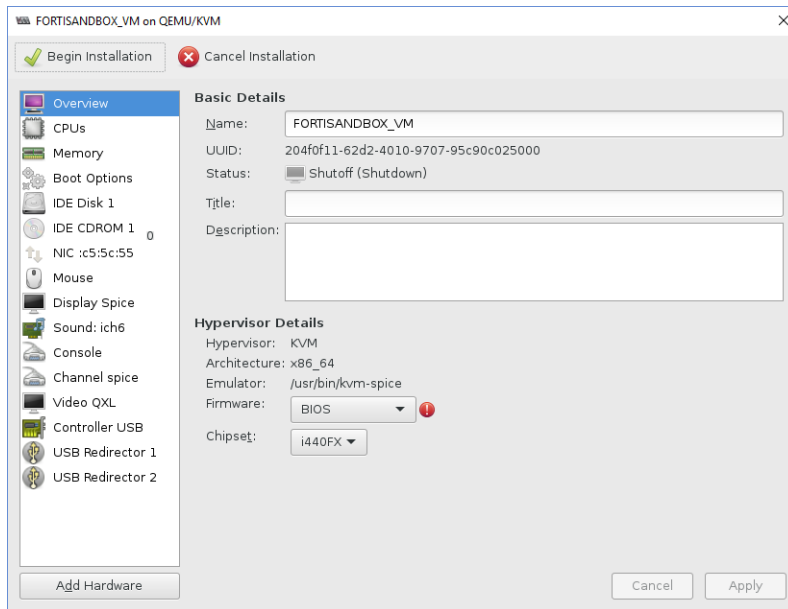 FORTISANDBOX_VM on QEMU/KVM
Begin Installation Cancel Installation
Overview
CPUs
Memory
Boot Options
IDE Disk 1
IDE CDROM 1 0
NIC :c5:5c:55
Mouse
Display Spice
Sound: ich6
Console
Channel spice
Video QXL
Controller USB
USB Redirector 1
USB Redirector 2
Add Hardware
Basic Details
Name: FORTISANDBOX_VM
UUID: 204f0f11-62d2-4010-9707-95c90c025000
Status: Shutoff (Shutdown)
Title:
Description:
Hypervisor Details
Hypervisor: KVM
Architecture: x86_64
Emulator: /usr/bin/kvm-spice
Firmware: BIOS
Chipset: i440FX
Cancel Apply